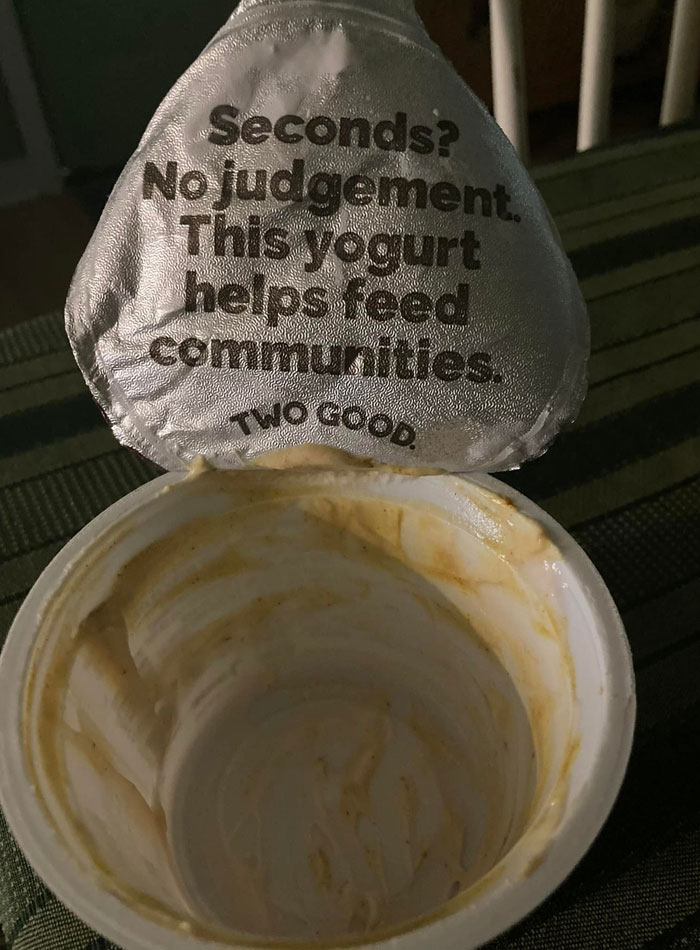 Seconds?
No judgement.
This yogurt
helps feed
communities.
TWO GOOD.